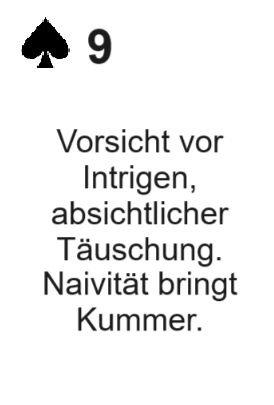 ♠ 9
Vorsicht vor
Intrigen,
absichtlicher
Täuschung.
Naivität bringt
Kummer.